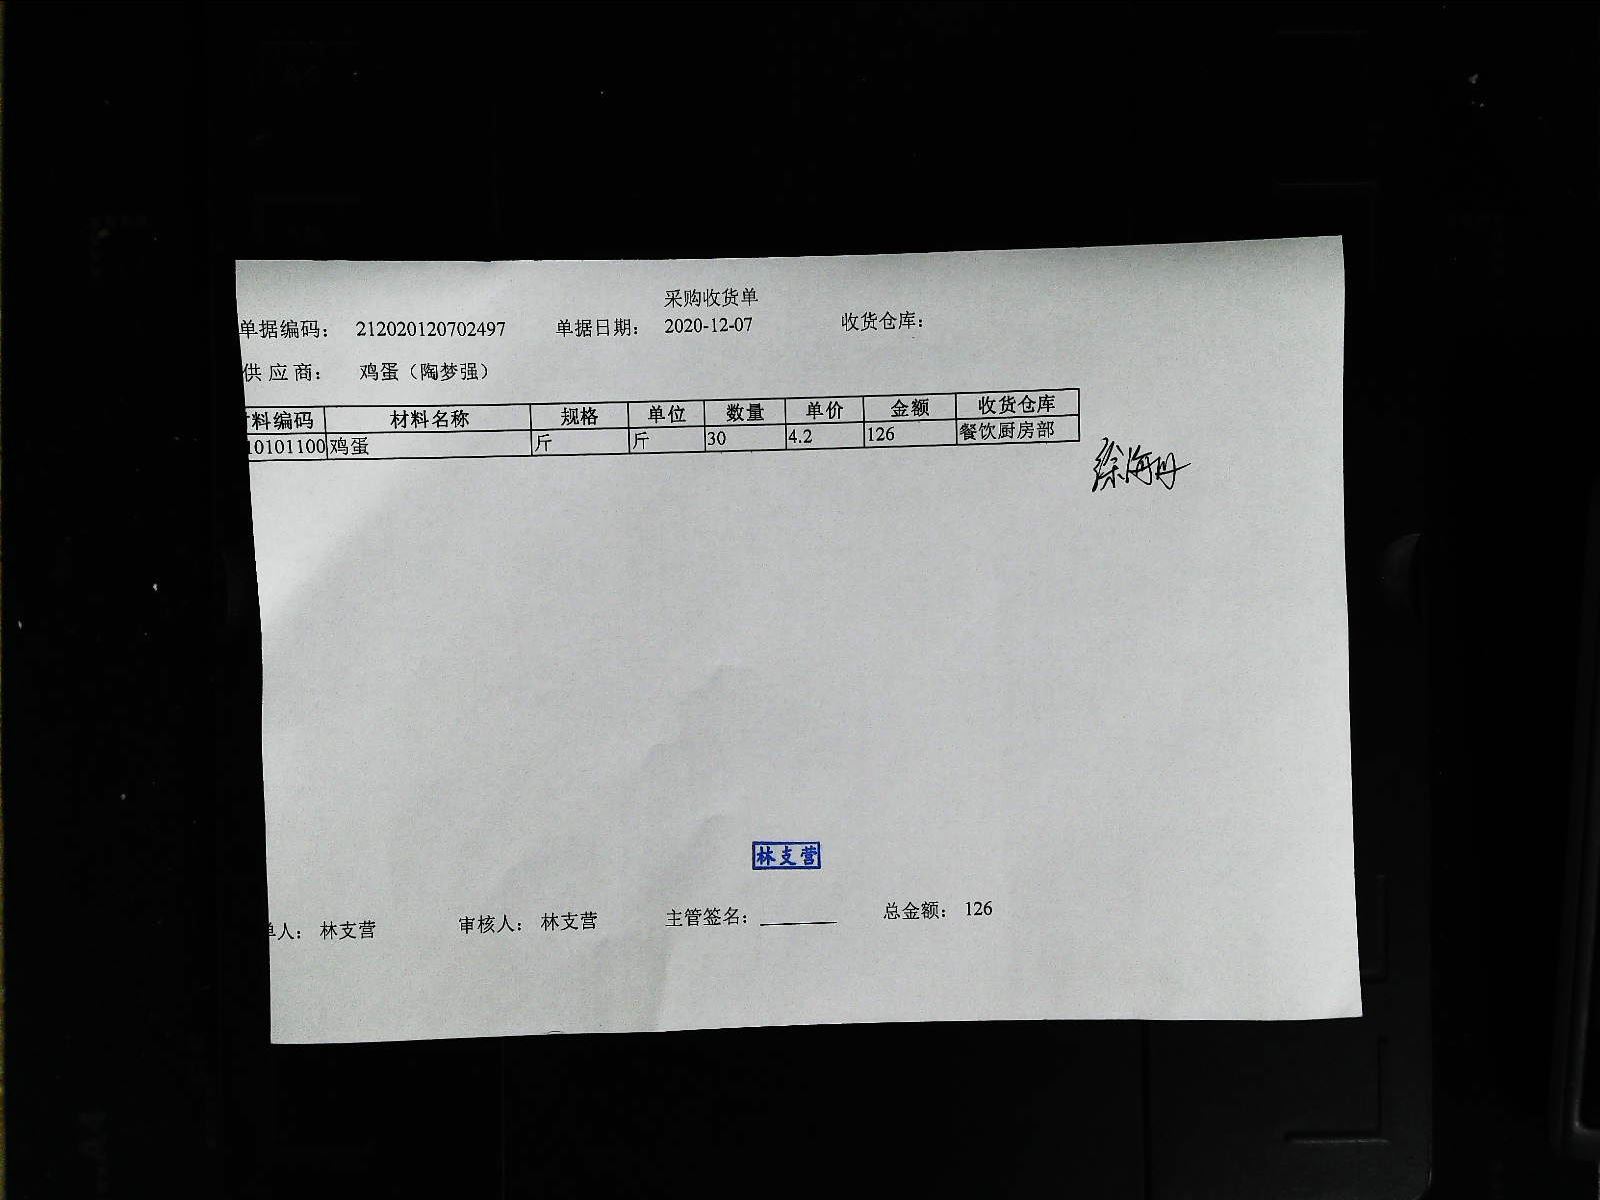 采购收货单
单据编码： 212020120702497 单据日期： 2020-12-07 收货仓库：
供应商： 鸡蛋（陶梦强）
料编码 材料名称 规格 单位 数量 单价 金额 收货仓库
10101100 鸡蛋 斤 斤 30 4.2 126 餐饮厨房部
徐海丹
林支营
单人： 林支营 审核人： 林支营 主管签名： 总金额： 126